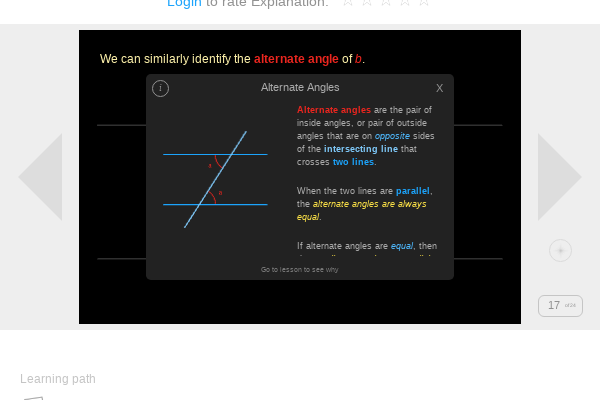 Login to rate Explanation:
We can similarly identify the alternate angle of b.
i
Alternate Angles
X
Alternate angles are the pair of
inside angles, or pair of outside
angles that are on opposite sides
of the intersecting line that
crosses two lines.
When the two lines are parallel,
the alternate angles are always
equal.
If alternate angles are equal, then
Go to lesson to see why
17 of 24
Learning path